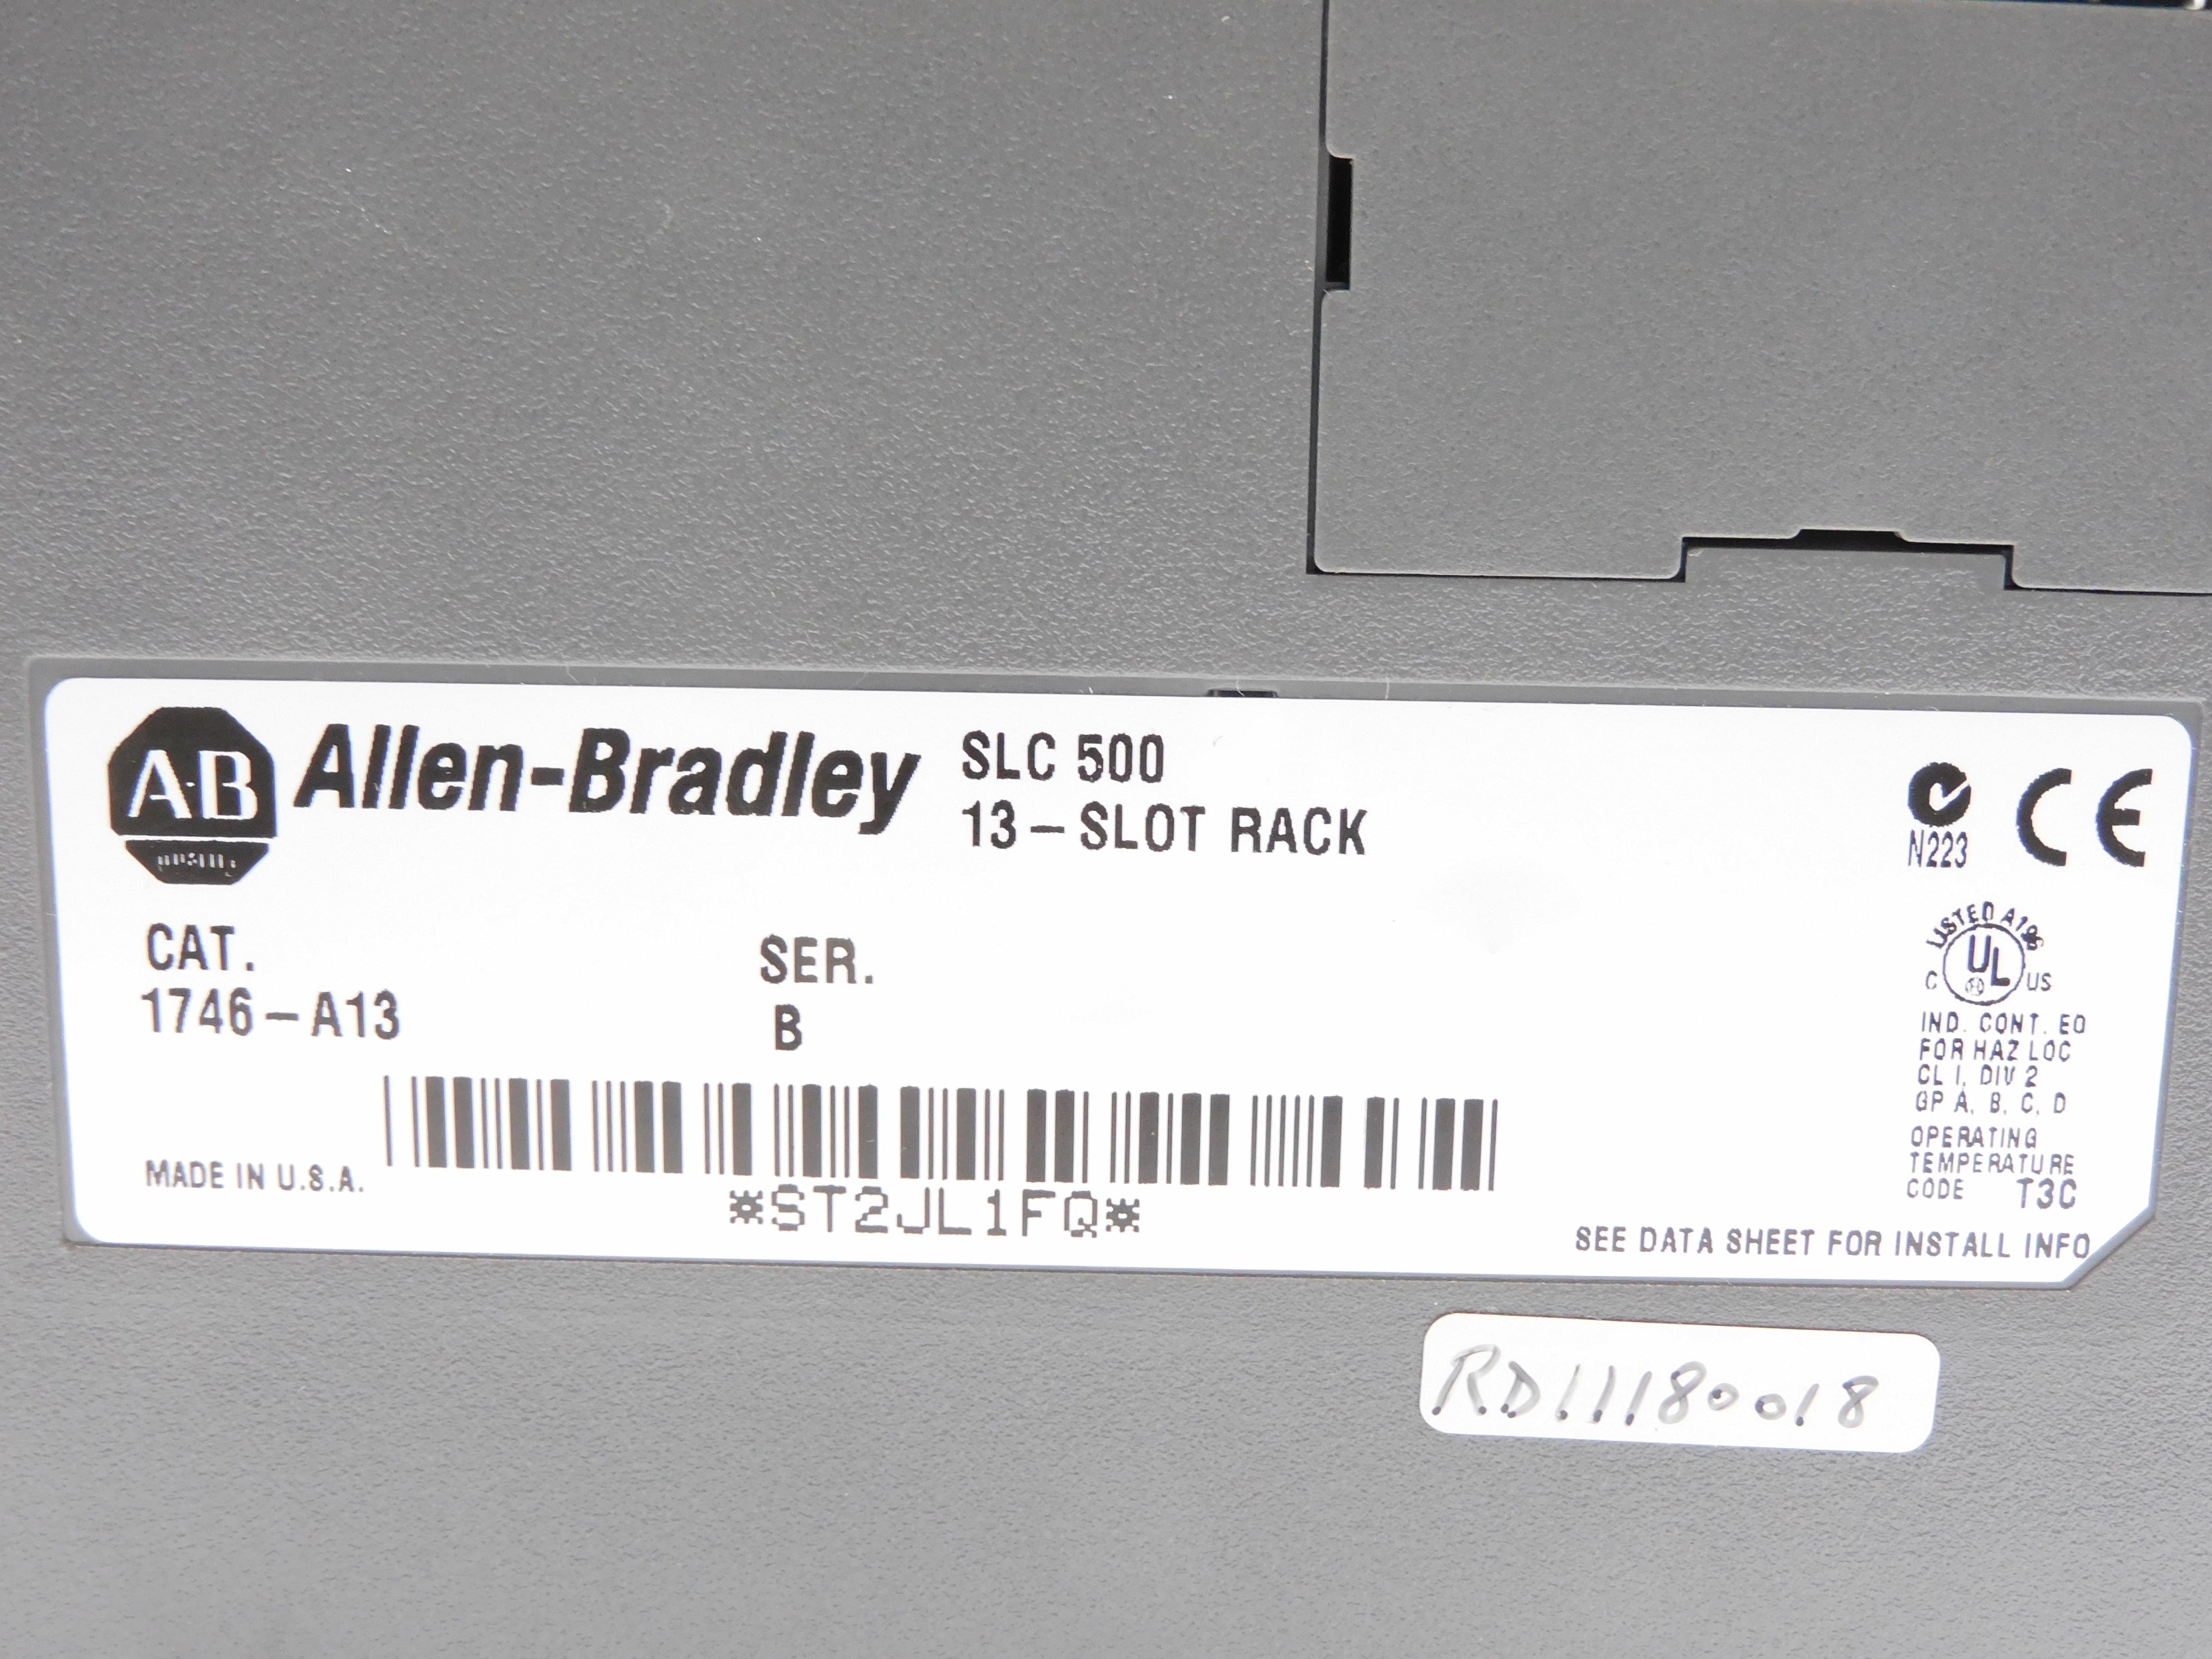 A-B Allen-Bradley SLC 500
13-SLOT RACK
N223 CE
CAT. SER.
1746-A13 B
LISTED A196
C UL US
IND. CONT. EQ
FOR HAZ LOC
CL I, DIV 2
GP A, B, C, D
OPERATING
TEMPERATURE
CODE T3C
MADE IN U.S.A.
*ST2JL1FQ*
SEE DATA SHEET FOR INSTALL INFO
RD11180018